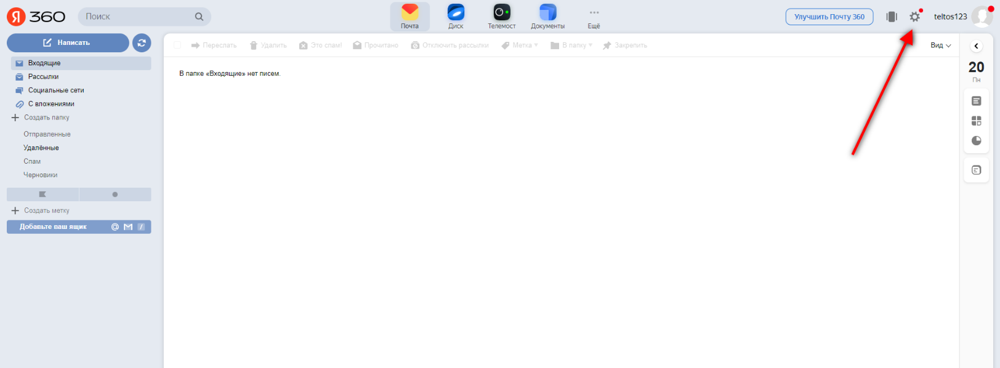 Я 360
Поиск
Почта
Диск
Телемост
Документы
Ещё
Улучшить Почту 360
teltos123
Написать
Переслать
Удалить
Это спам!
Прочитано
Отключить рассылки
Метка
В папку
Закрепить
Вид
Входящие
Рассылки
Социальные сети
С вложениями
Создать папку
Отправленные
Удалённые
Спам
Черновики
Создать метку
Добавьте ваш ящик @
В папке «Входящие» нет писем.
20
Пн